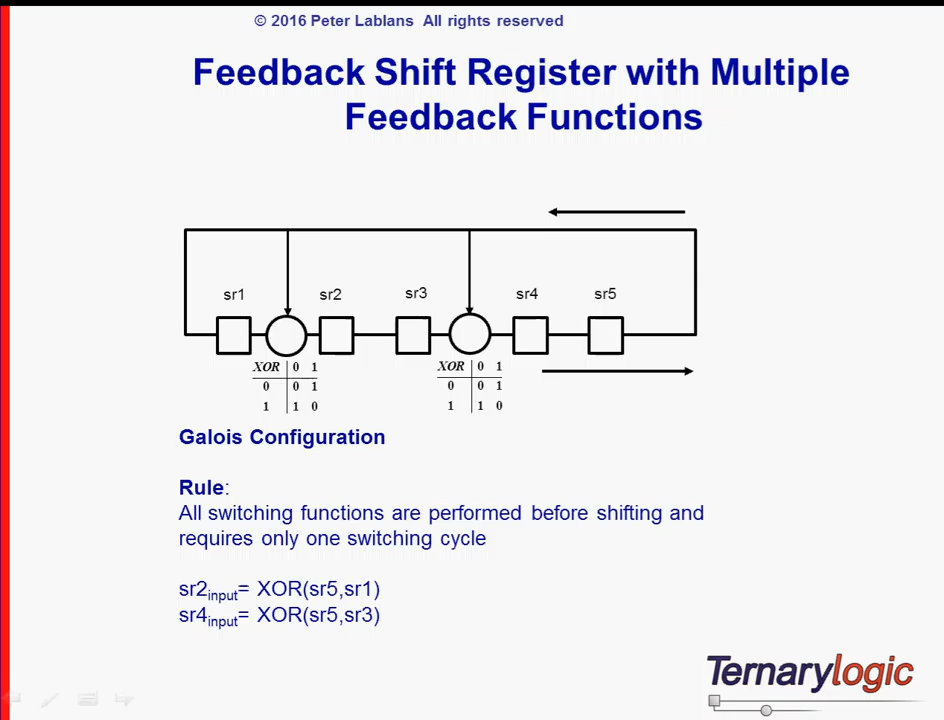 © 2016 Peter Lablans All rights reserved
Feedback Shift Register with Multiple
Feedback Functions
sr1 sr2 sr3 sr4 sr5
XOR 0 1 XOR 0 1
0 0 1 0 0 1
1 1 0 1 1 0
Galois Configuration
Rule:
All switching functions are performed before shifting and
requires only one switching cycle
sr2input= XOR(sr5,sr1)
sr4input= XOR(sr5,sr3)
Ternarylogic